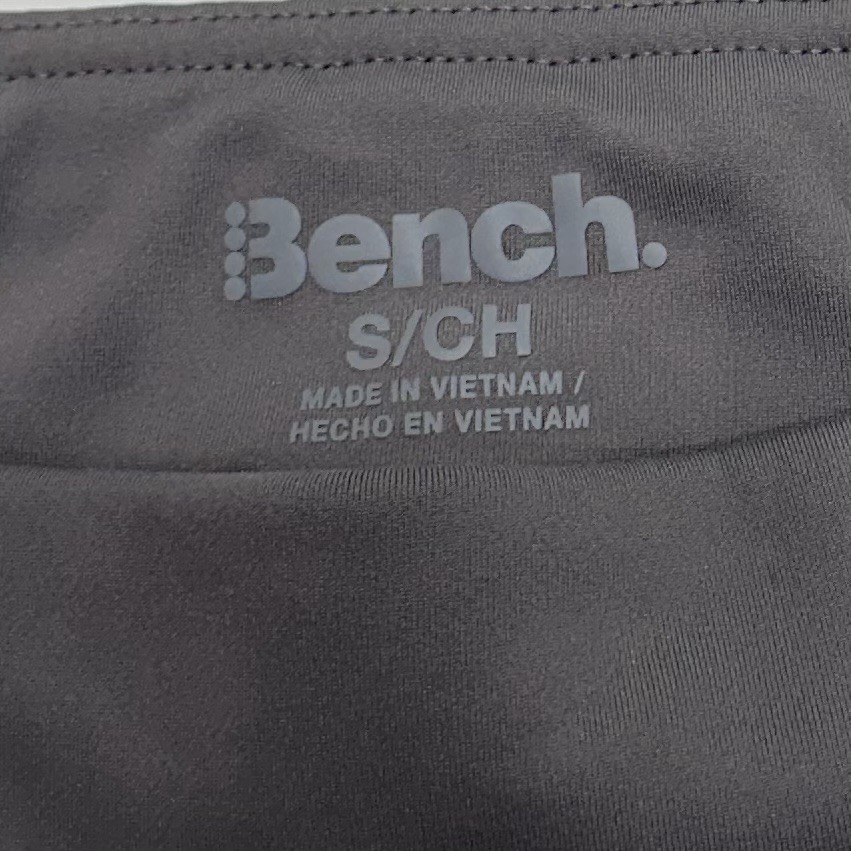 Bench.
S/CH
MADE IN VIETNAM /
HECHO EN VIETNAM